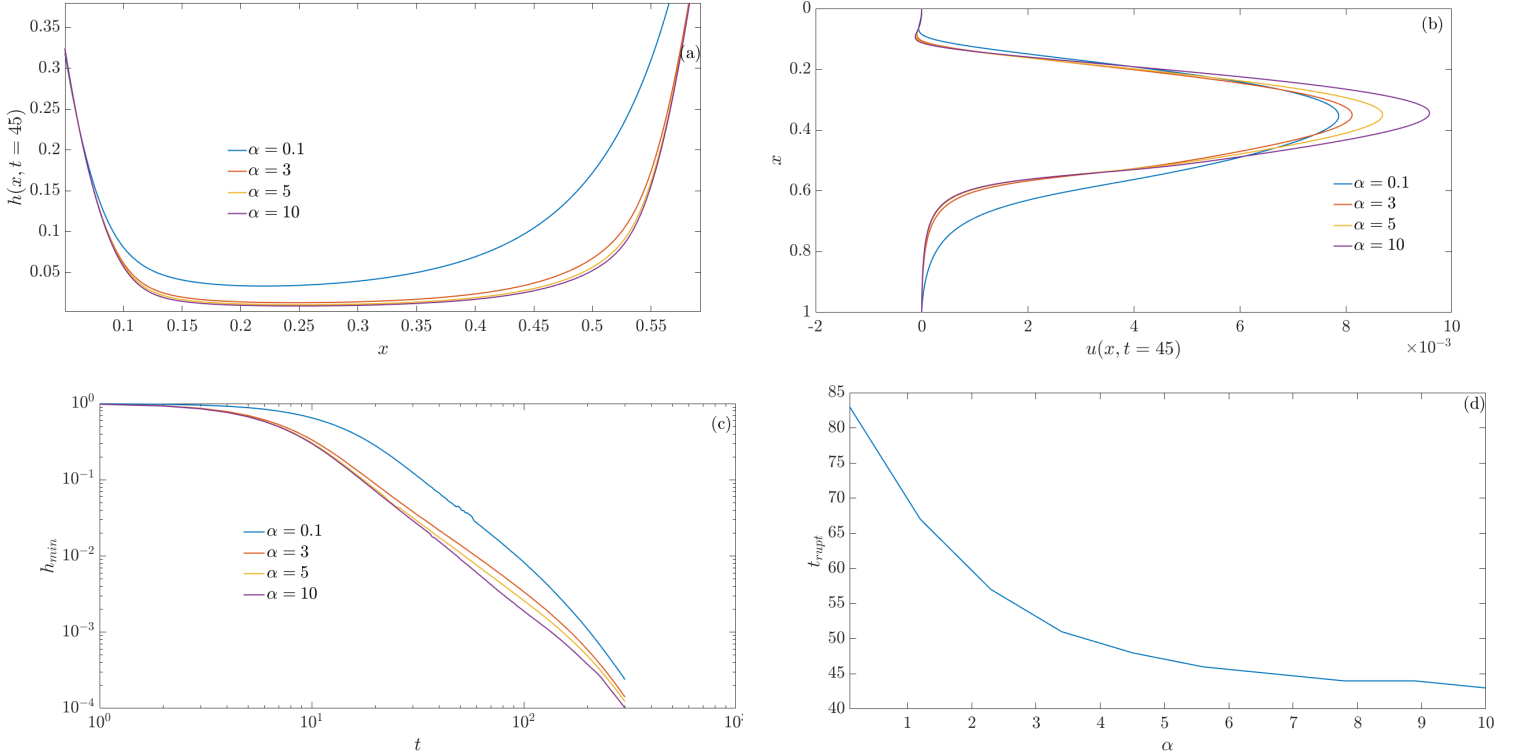 (a)
h(x, t = 45)
0.35
0.3
0.25
0.2
0.15
0.1
0.05
α = 0.1
α = 3
α = 5
α = 10
0.1 0.15 0.2 0.25 0.3 0.35 0.4 0.45 0.5 0.55
x
(b)
x
0
0.2
0.4
0.6
0.8
1
α = 0.1
α = 3
α = 5
α = 10
-2 0 2 4 6 8 10
u(x, t = 45)
×10⁻³
(c)
h_min
10⁰
10⁻¹
10⁻²
10⁻³
10⁻⁴
α = 0.1
α = 3
α = 5
α = 10
10⁰ 10¹ 10² 10³
t
(d)
t_rupt
85
80
75
70
65
60
55
50
45
40
1 2 3 4 5 6 7 8 9 10
α